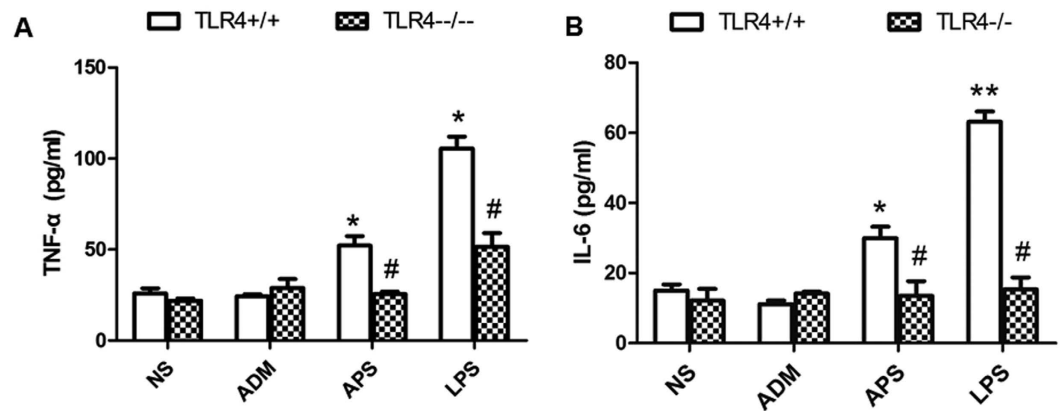 A
TLR4+/+
TLR4--/--
TNF-α (pg/ml)
150
100
50
0
*
#
*
#
NS
ADM
APS
LPS
B
TLR4+/+
TLR4-/-
IL-6 (pg/ml)
80
60
40
20
0
*
#
**
#
NS
ADM
APS
LPS